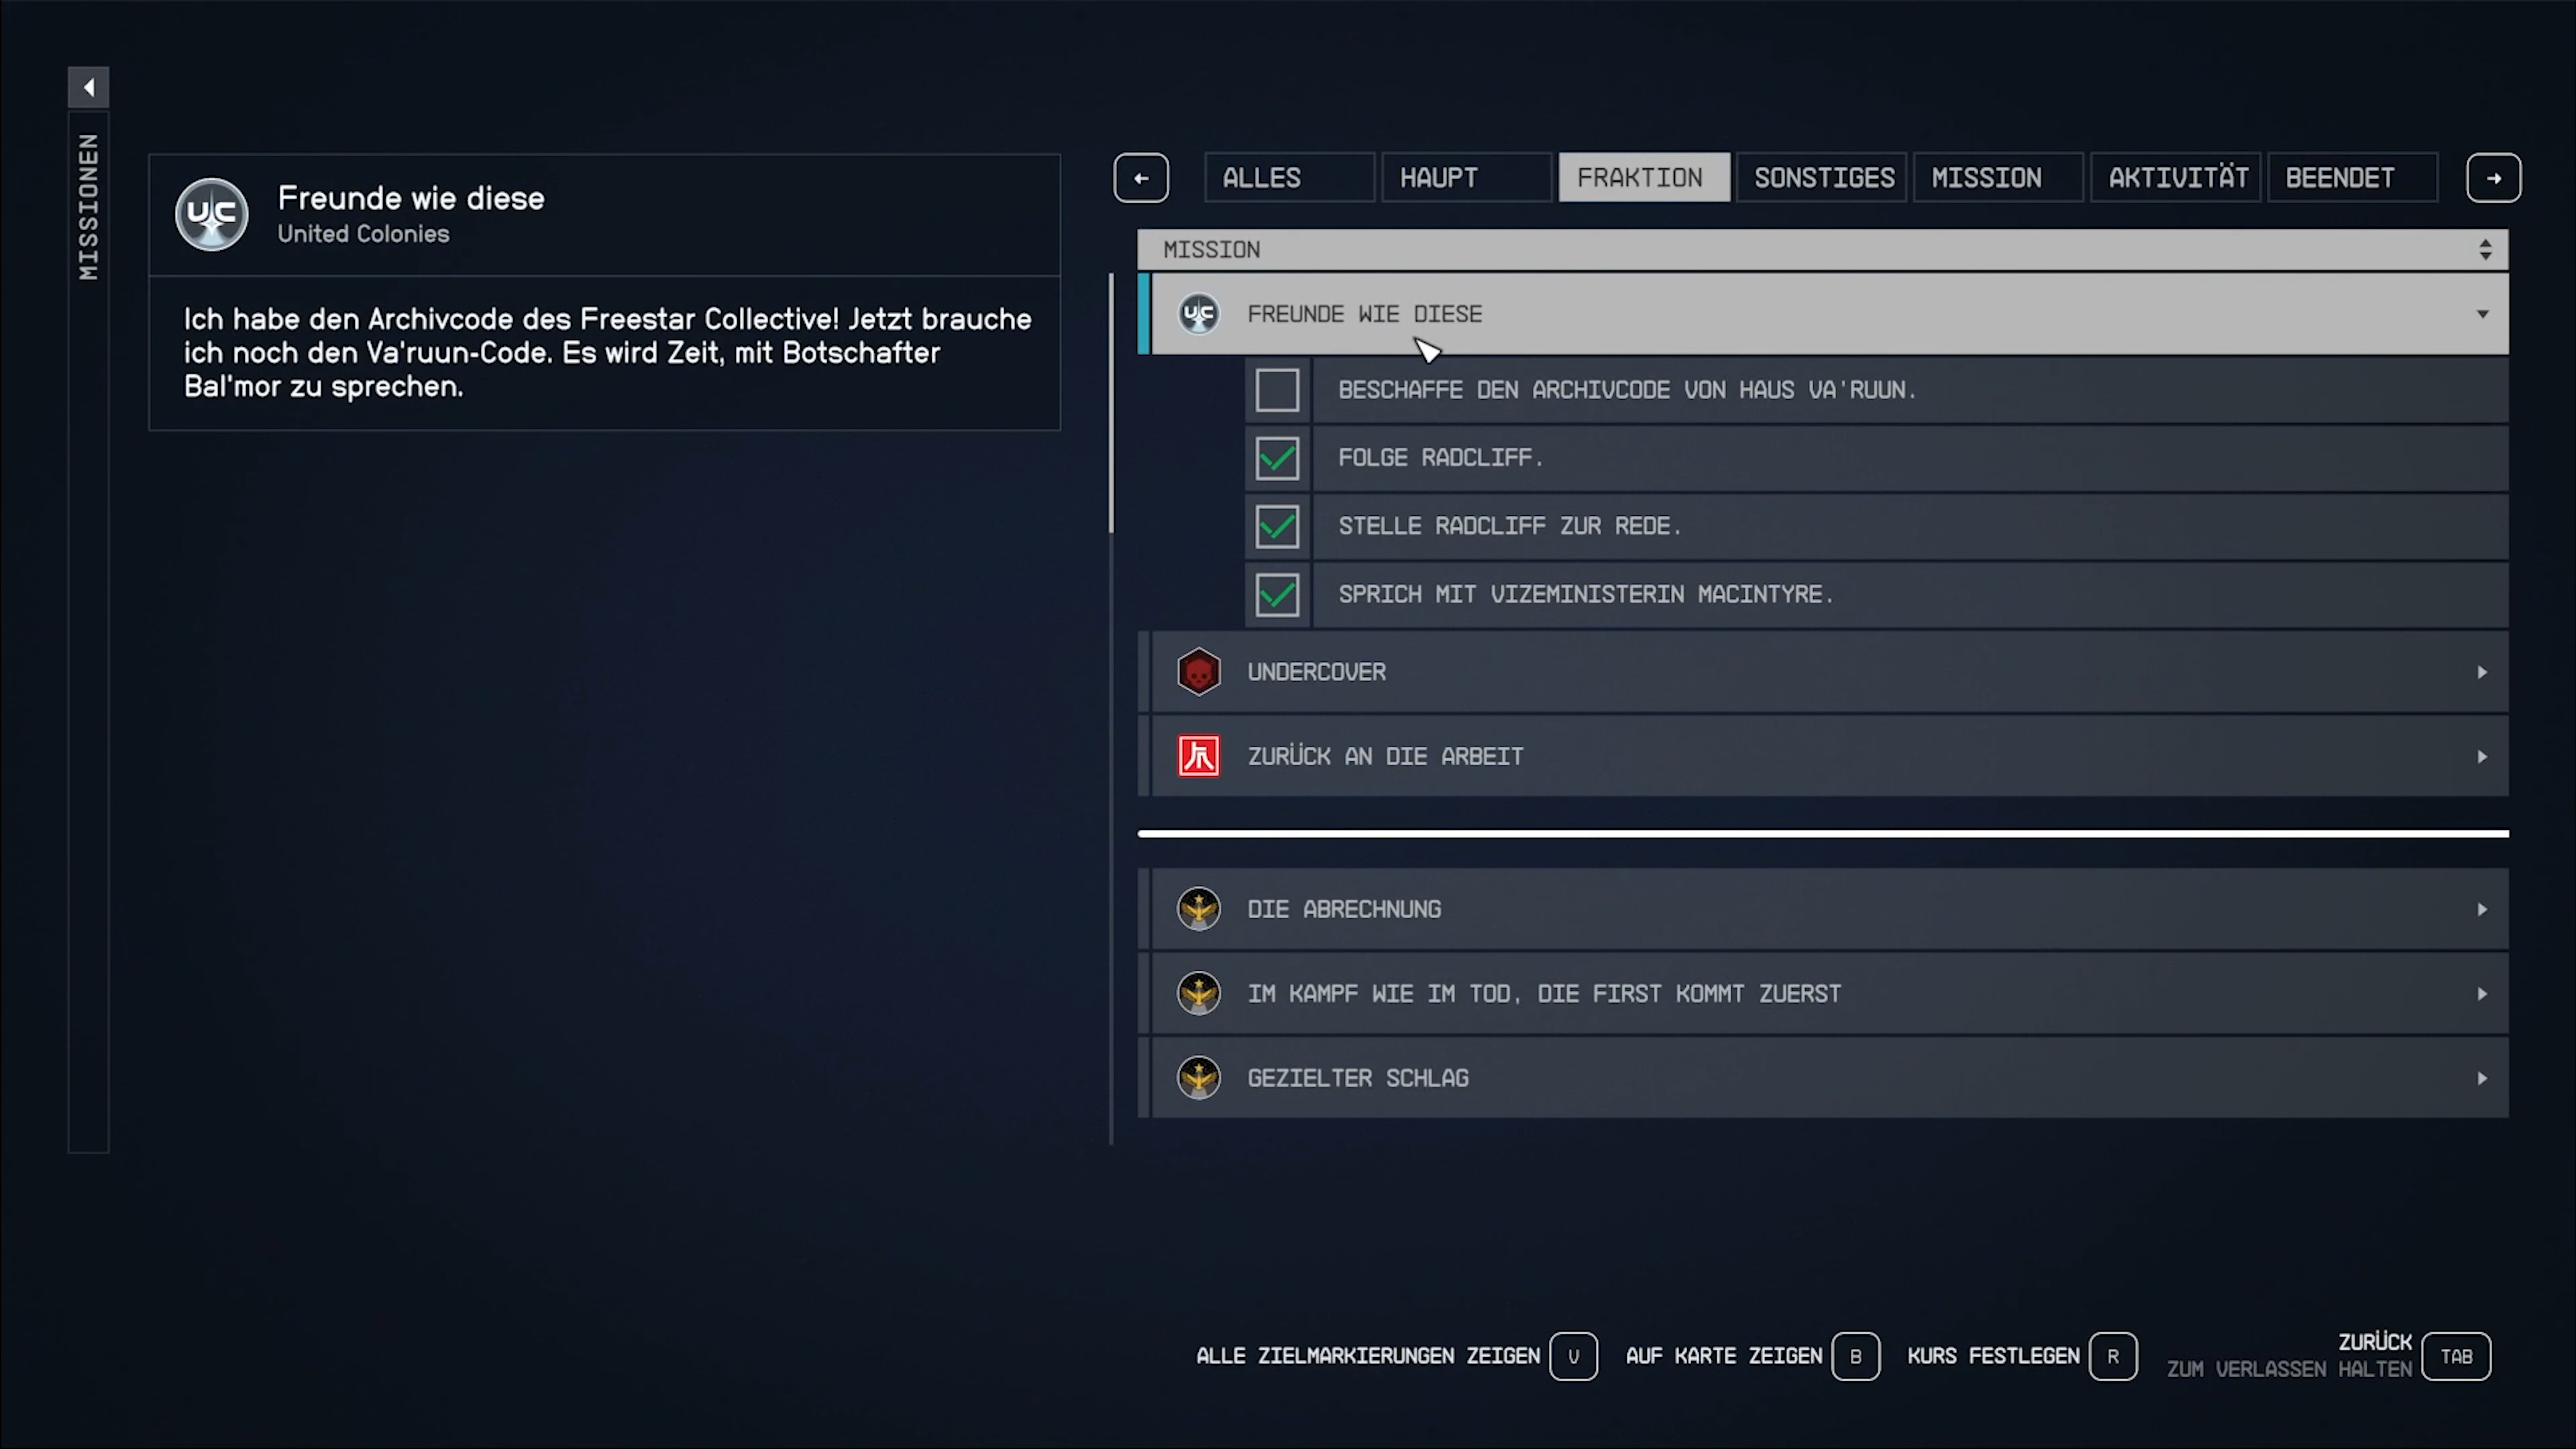 MISSIONEN
Freunde wie diese
United Colonies
Ich habe den Archivcode des Freestar Collective! Jetzt brauche
ich noch den Va'ruun-Code. Es wird Zeit, mit Botschafter
Bal'mor zu sprechen.
ALLES HAUPT FRAKTION SONSTIGES MISSION AKTIVITÄT BEENDET
MISSION
UC FREUNDE WIE DIESE
BESCHAFFE DEN ARCHIVCODE VON HAUS VA'RUUN.
FOLGE RADCLIFF.
STELLE RADCLIFF ZUR REDE.
SPRICH MIT VIZEMINISTERIN MACINTYRE.
UNDERCOVER
ZURÜCK AN DIE ARBEIT
DIE ABRECHNUNG
IM KAMPF WIE IM TOD, DIE FIRST KOMMT ZUERST
GEZIELTER SCHLAG
ALLE ZIELMARKIERUNGEN ZEIGEN V AUF KARTE ZEIGEN B KURS FESTLEGEN R ZURÜCK TAB
ZUM VERLASSEN HALTEN